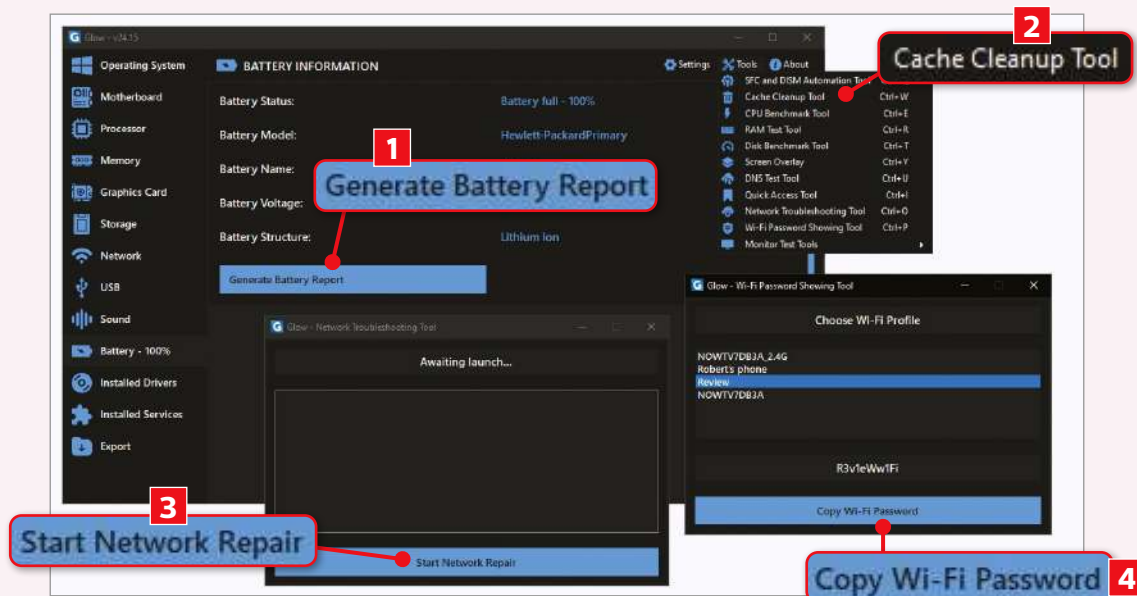 2
Cache Cleanup Tool
Glow - v24.15
Operating System
Motherboard
Processor
Memory
Graphics Card
Storage
Network
USB
Sound
Battery - 100%
Installed Drivers
Installed Services
Export
BATTERY INFORMATION
Settings
Tools
About
Battery Status:
Battery full - 100%
Battery Model:
Hewlett-PackardPrimary
Battery Name:
Battery Voltage:
Battery Structure:
Lithium Ion
Generate Battery Report
1
Generate Battery Report
SFC and DISM Automation Tool
Cache Cleanup Tool Ctrl+W
CPU Benchmark Tool Ctrl+E
RAM Test Tool Ctrl+R
Disk Benchmark Tool Ctrl+T
Screen Overlay Ctrl+Y
DNS Test Tool Ctrl+U
Quick Access Tool Ctrl+I
Network Troubleshooting Tool Ctrl+O
Wi-Fi Password Showing Tool Ctrl+P
Monitor Test Tools
Glow - Network Troubleshooting Tool
Awaiting launch...
Start Network Repair
3
Start Network Repair
Glow - Wi-Fi Password Showing Tool
Choose Wi-Fi Profile
NOWTV7DB3A_2.4G
Robert's phone
Review
NOWTV7DB3A
R3v1eWw1Fi
Copy Wi-Fi Password
Copy Wi-Fi Password
4